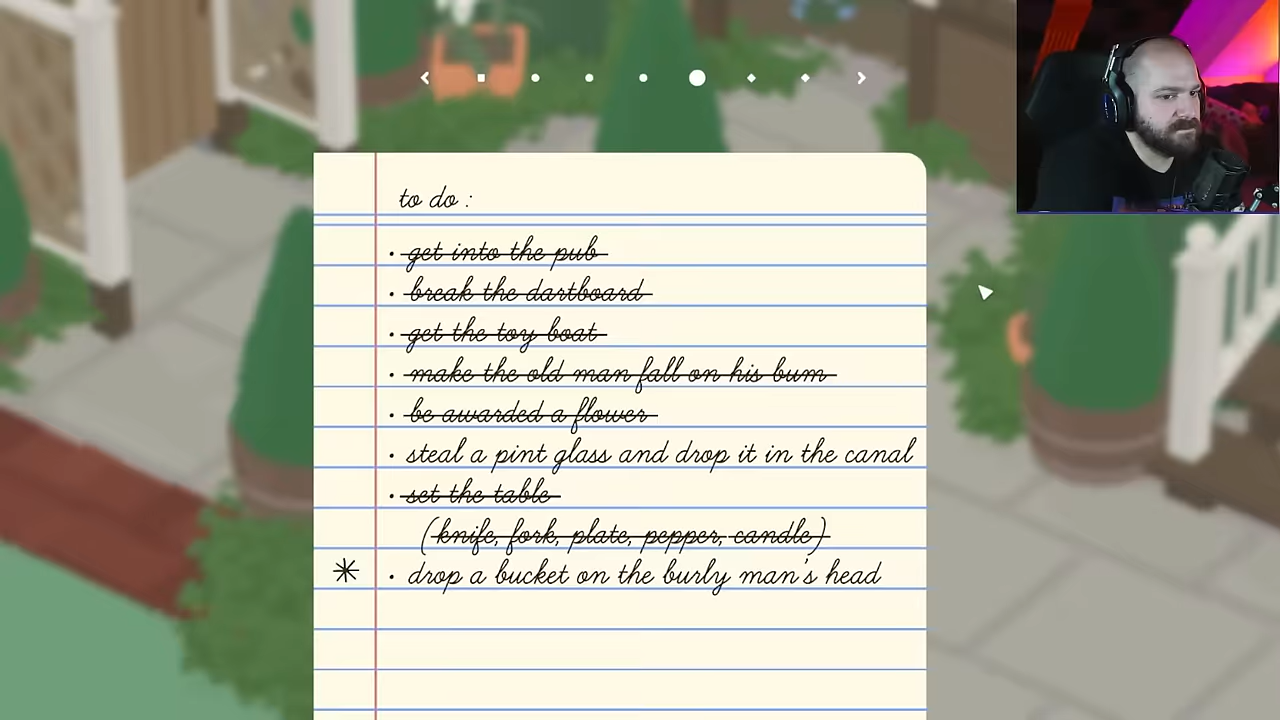 to do :
· get into the pub
· break the dartboard
· get the toy boat
· make the old man fall on his bum
· be awarded a flower
· steal a pint glass and drop it in the canal
· set the table
(knife, fork, plate, pepper, candle)
· drop a bucket on the burly man's head